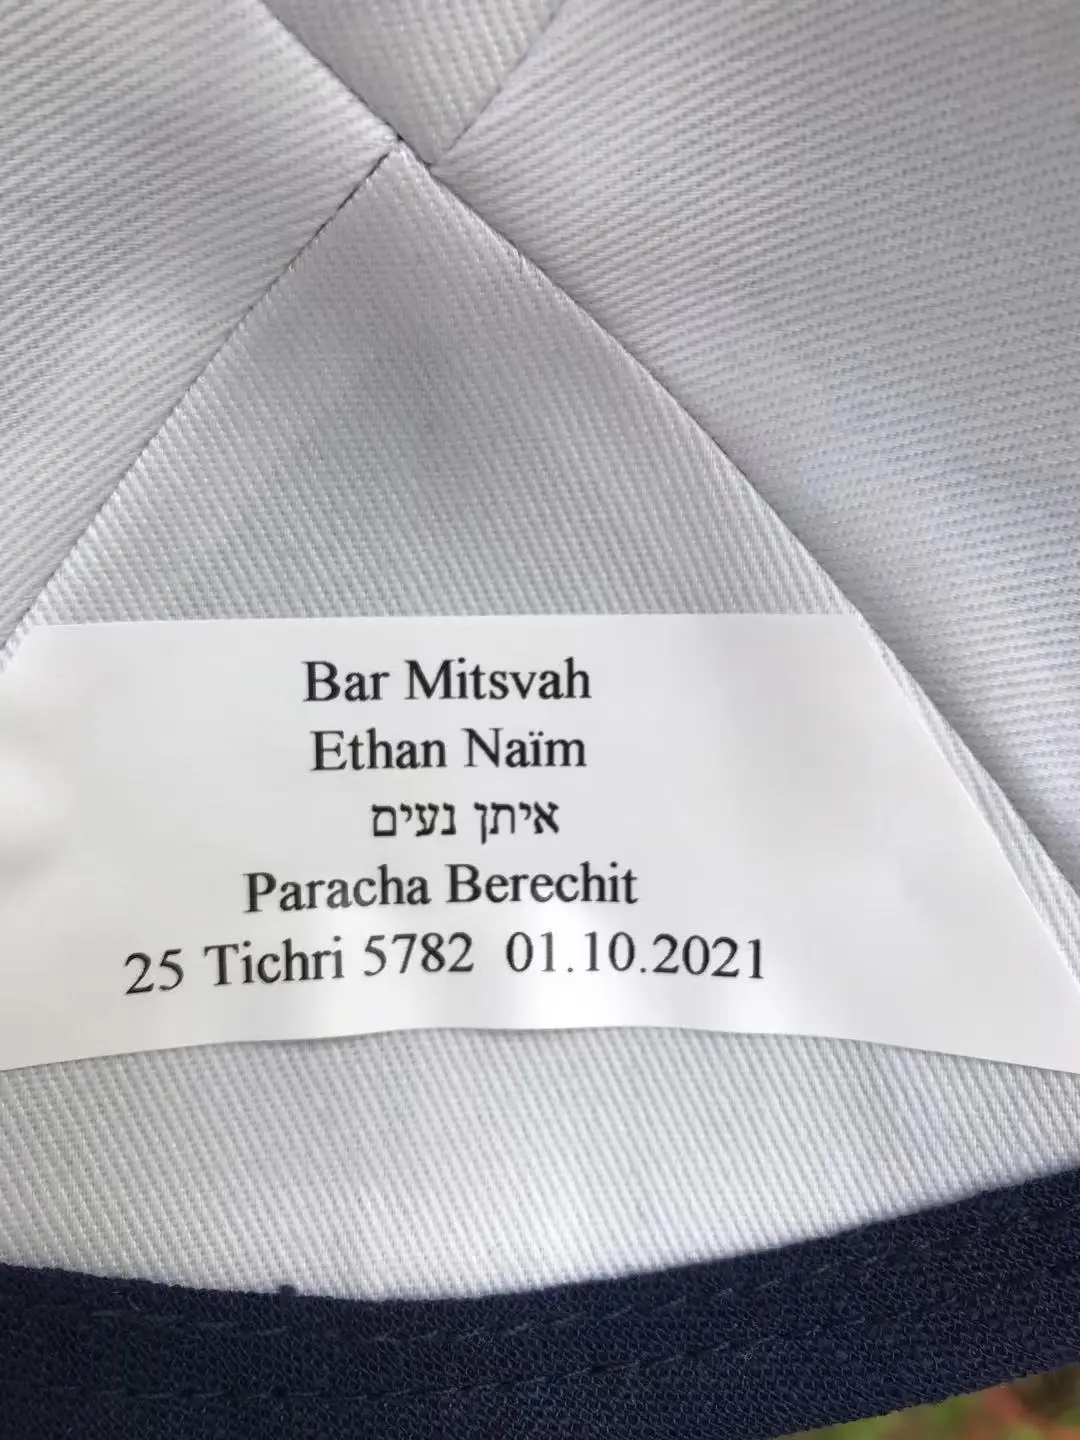 Bar Mitsvah
Ethan Naïm
איתן נעים
Paracha Berechit
25 Tichri 5782 01.10.2021